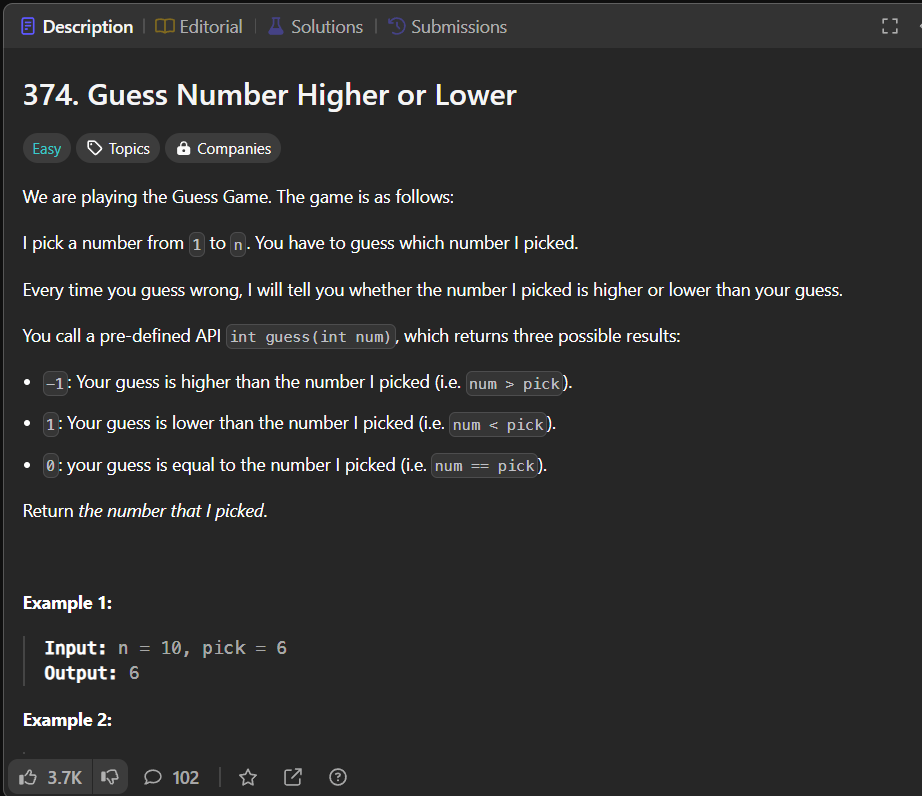 Description
Editorial
Solutions
Submissions
374. Guess Number Higher or Lower
Easy
Topics
Companies
We are playing the Guess Game. The game is as follows:
I pick a number from 1 to n. You have to guess which number I picked.
Every time you guess wrong, I will tell you whether the number I picked is higher or lower than your guess.
You call a pre-defined API int guess(int num), which returns three possible results:
• -1: Your guess is higher than the number I picked (i.e. num > pick).
• 1: Your guess is lower than the number I picked (i.e. num < pick).
• 0: your guess is equal to the number I picked (i.e. num == pick).
Return the number that I picked.
Example 1:
Input: n = 10, pick = 6
Output: 6
Example 2:
3.7K
102